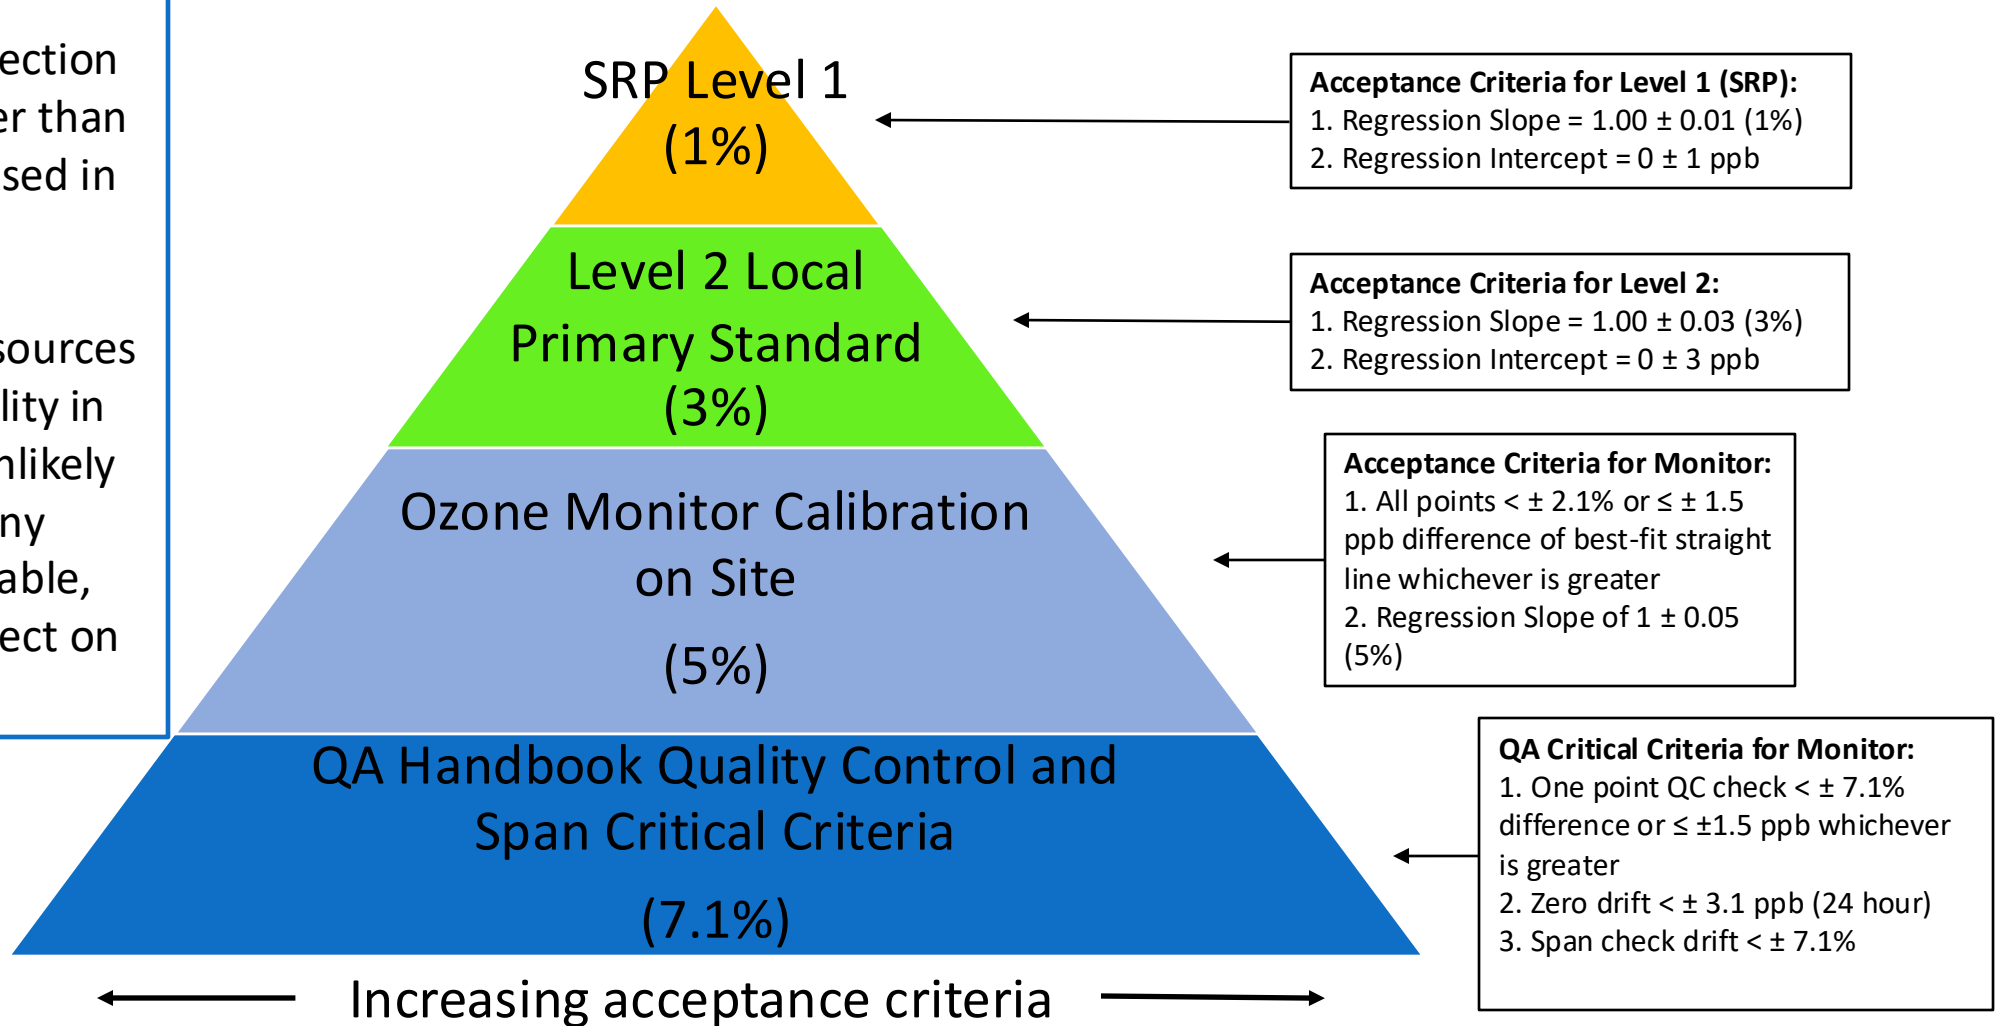 ection
er than
sed in
sources
lity in
nlikely
ny
able,
ect on
SRP Level 1
(1%)
Acceptance Criteria for Level 1 (SRP):
1. Regression Slope = 1.00 ± 0.01 (1%)
2. Regression Intercept = 0 ± 1 ppb
Level 2 Local
Primary Standard
(3%)
Acceptance Criteria for Level 2:
1. Regression Slope = 1.00 ± 0.03 (3%)
2. Regression Intercept = 0 ± 3 ppb
Ozone Monitor Calibration
on Site
(5%)
Acceptance Criteria for Monitor:
1. All points < ± 2.1% or ≤ ± 1.5
ppb difference of best-fit straight
line whichever is greater
2. Regression Slope of 1 ± 0.05
(5%)
QA Handbook Quality Control and
Span Critical Criteria
(7.1%)
QA Critical Criteria for Monitor:
1. One point QC check < ± 7.1%
difference or ≤ ±1.5 ppb whichever
is greater
2. Zero drift < ± 3.1 ppb (24 hour)
3. Span check drift < ± 7.1%
Increasing acceptance criteria